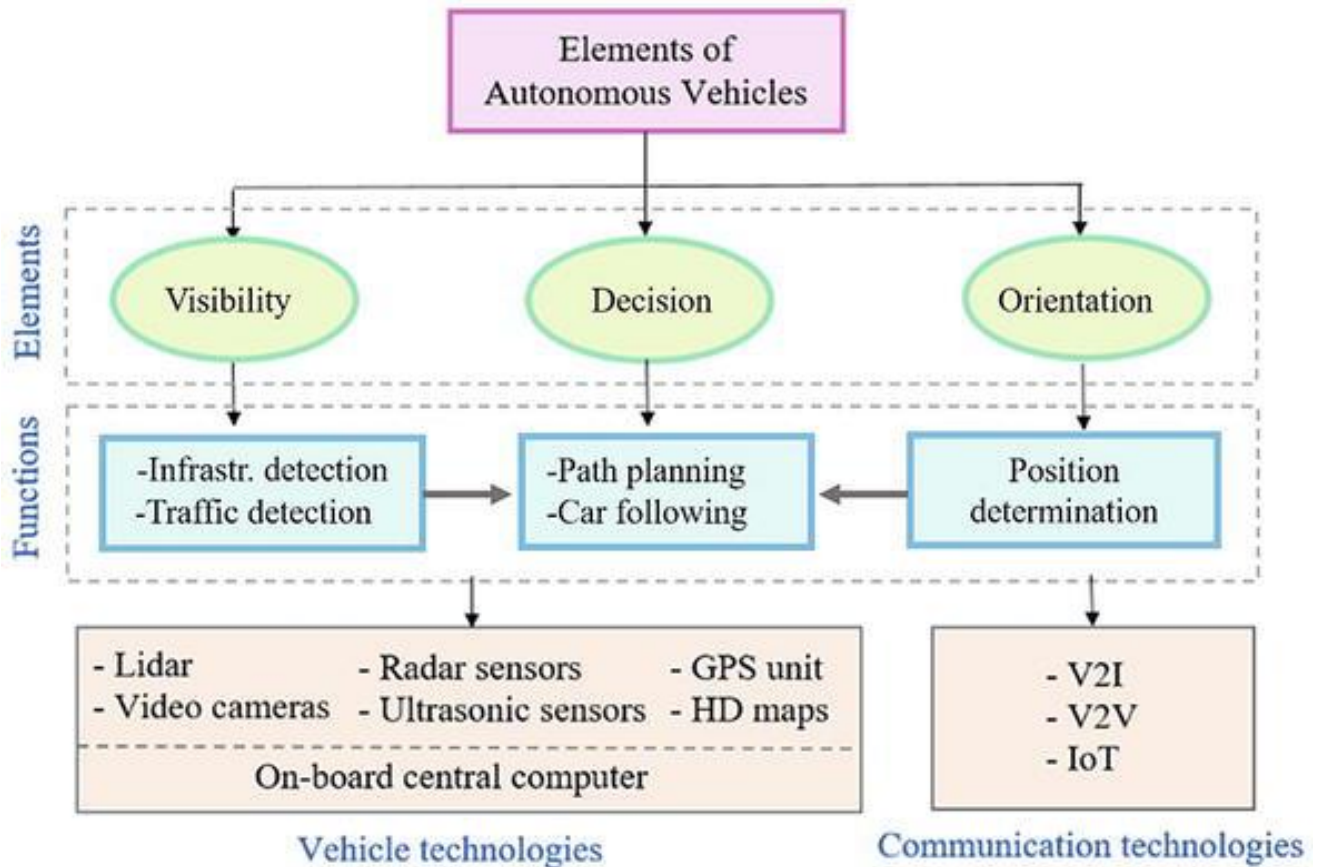 Elements of
Autonomous Vehicles
Elements
Visibility
Decision
Orientation
Functions
-Infrastr. detection
-Traffic detection
-Path planning
-Car following
Position
determination
- Lidar
- Video cameras
- Radar sensors
- Ultrasonic sensors
- GPS unit
- HD maps
On-board central computer
- V2I
- V2V
- IoT
Vehicle technologies
Communication technologies